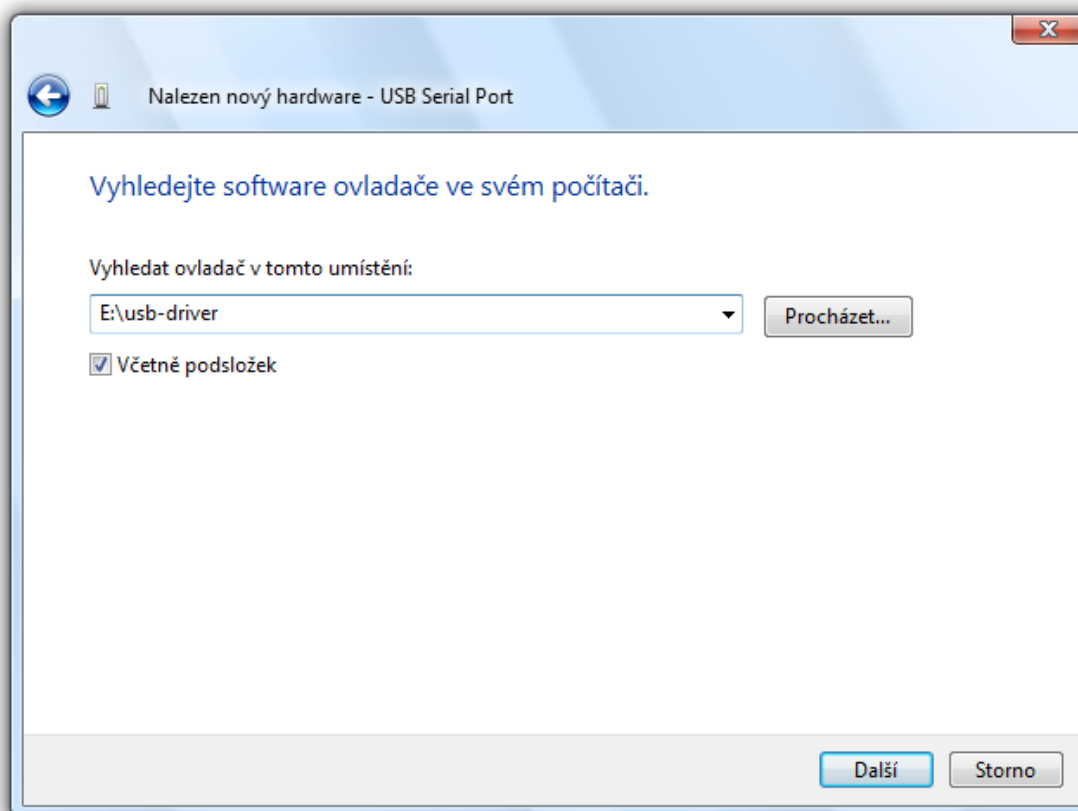 Nalezen nový hardware - USB Serial Port
Vyhledejte software ovladače ve svém počítači.
Vyhledat ovladač v tomto umístění:
E:\usb-driver
Procházet...
Včetně podsložek
Další
Storno